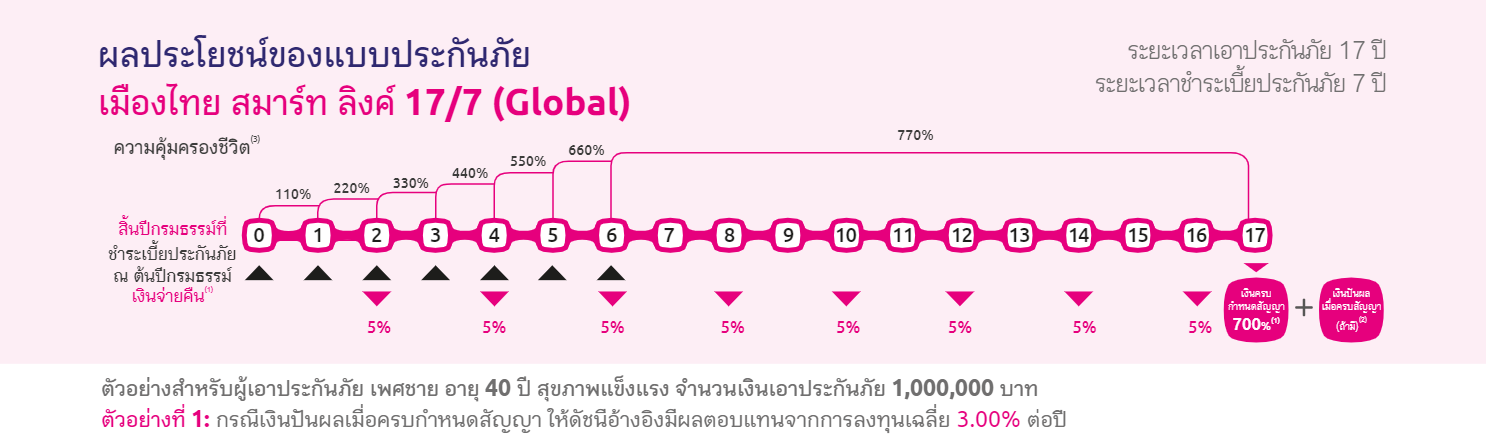 ผลประโยชน์ของแบบประกันภัย
เมืองไทย สมาร์ท ลิงค์ 17/7 (Global)
ระยะเวลาเอาประกันภัย 17 ปี
ระยะเวลาชำระเบี้ยประกันภัย 7 ปี
ความคุ้มครองชีวิต(3)
110% 220% 330% 440% 550% 660% 770%
สิ้นปีกรมธรรม์ที่
0 1 2 3 4 5 6 7 8 9 10 11 12 13 14 15 16 17
ชำระเบี้ยประกันภัย
ณ ต้นปีกรมธรรม์
เงินจ่ายคืน(1)
5% 5% 5% 5% 5% 5% 5% 5%
เงินครบ
กำหนดสัญญา
700%(1)
+
เงินปันผล
เมื่อครบสัญญา
(ถ้ามี)(2)
ตัวอย่างสำหรับผู้เอาประกันภัย เพศชาย อายุ 40 ปี สุขภาพแข็งแรง จำนวนเงินเอาประกันภัย 1,000,000 บาท
ตัวอย่างที่ 1: กรณีเงินปันผลเมื่อครบกำหนดสัญญา ให้ดัชนีอ้างอิงมีผลตอบแทนจากการลงทุนเฉลี่ย 3.00% ต่อปี